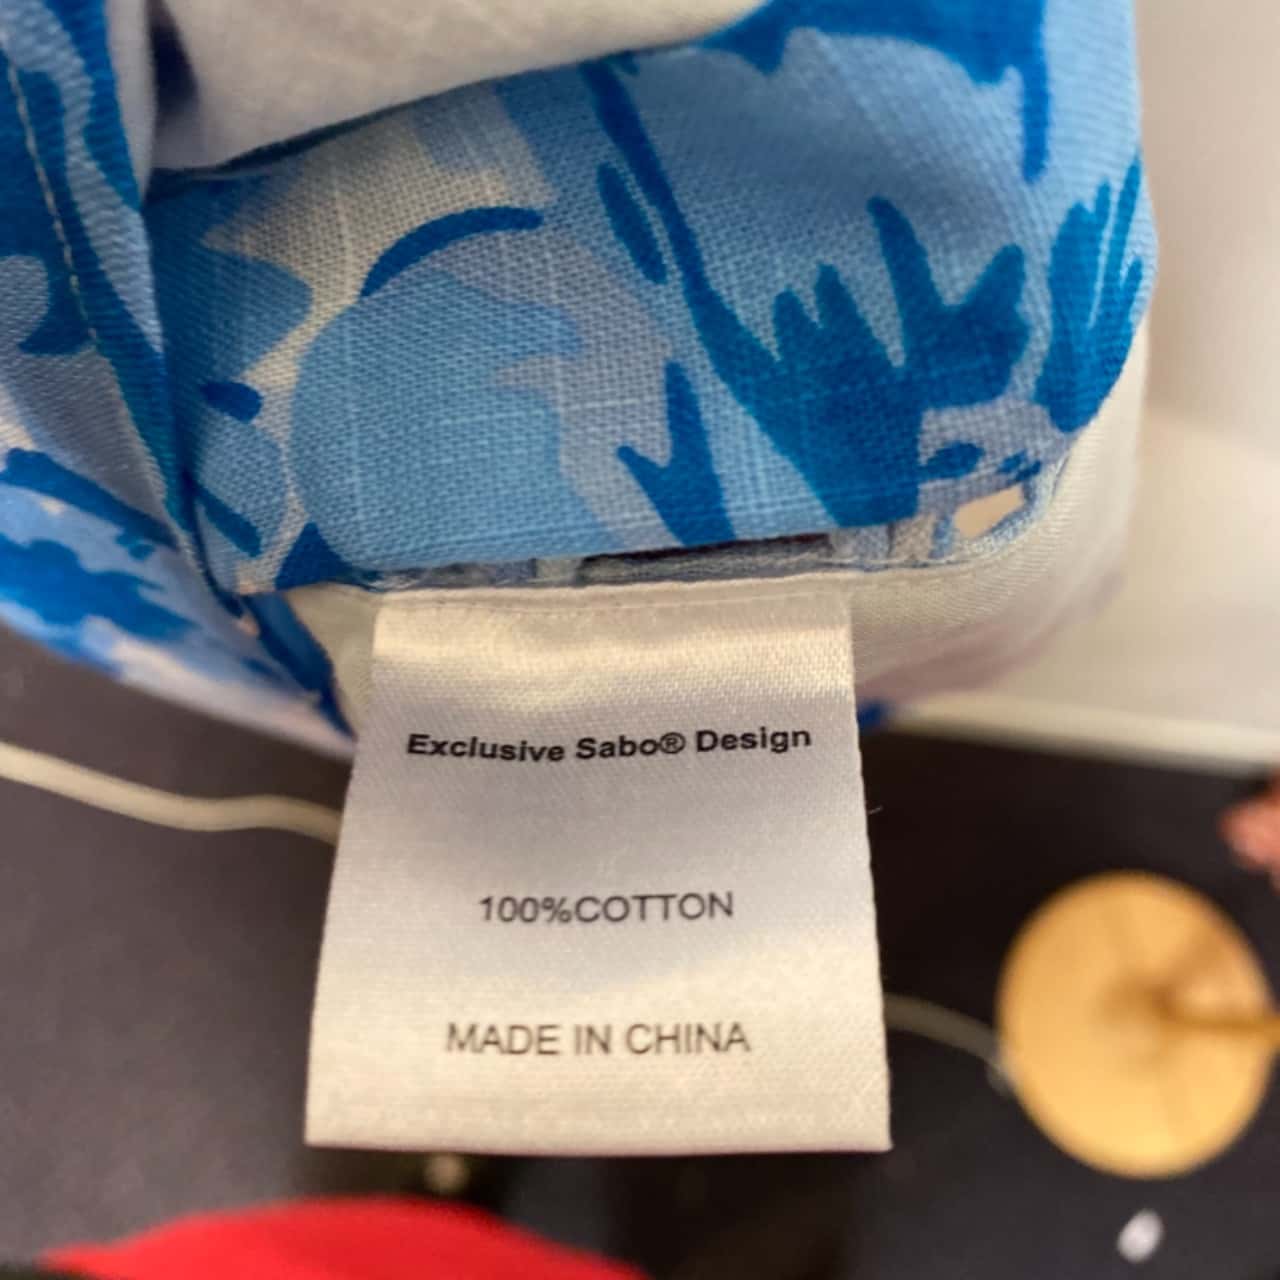 Exclusive Sabo® Design
100%COTTON
MADE IN CHINA